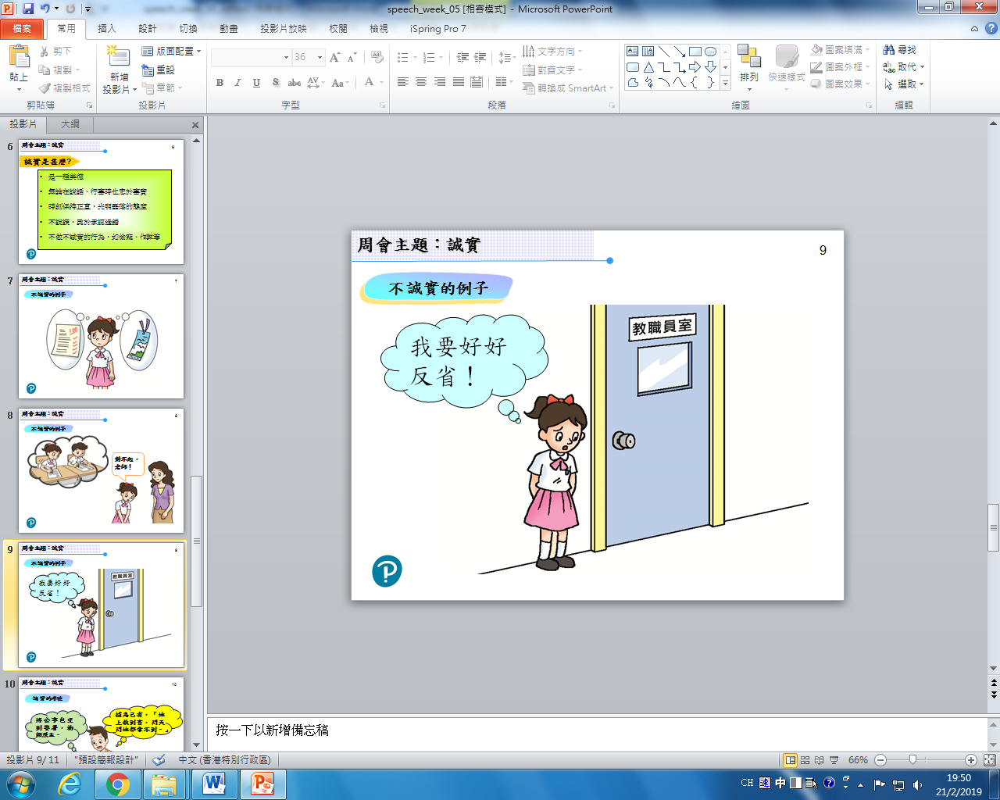 speech_week_05 [相容模式] - Microsoft PowerPoint
檔案 常用 插入 設計 切換 動畫 投影片放映 校閱 檢視 iSpring Pro 7
貼上
剪下
複製
複製格式
剪貼簿
新增
投影片
版面配置
重設
章節
投影片
36
B I U S abc AV Aa A
字型
文字方向
對齊文字
轉換成 SmartArt
段落
排列
快速樣式
圖案填滿
圖案外框
圖案效果
繪圖
尋找
取代
選取
編輯
投影片 大綱
6
周會主題：誠實
6
誠實是甚麼?
• 是一種美德
• 無論在說話、行事時也忠於事實
• 時刻保持正直，光明磊落的態度
• 不說謊，勇於承認過錯
• 不做不誠實的行為，如偷竊、作弊等
7
周會主題：誠實
7
不誠實的例子
100
8
周會主題：誠實
8
不誠實的例子
對不起，
老師！
9
周會主題：誠實
9
不誠實的例子
我要好好
反省！
教職員室
10
周會主題：誠實
10
周會主題：誠實
9
不誠實的例子
我要好好
反省！
教職員室
按一下以新增備忘稿
投影片 9/ 11
"預設簡報設計"
中文 (香港特別行政區)
66%
CH 速 中
19:50
21/2/2019